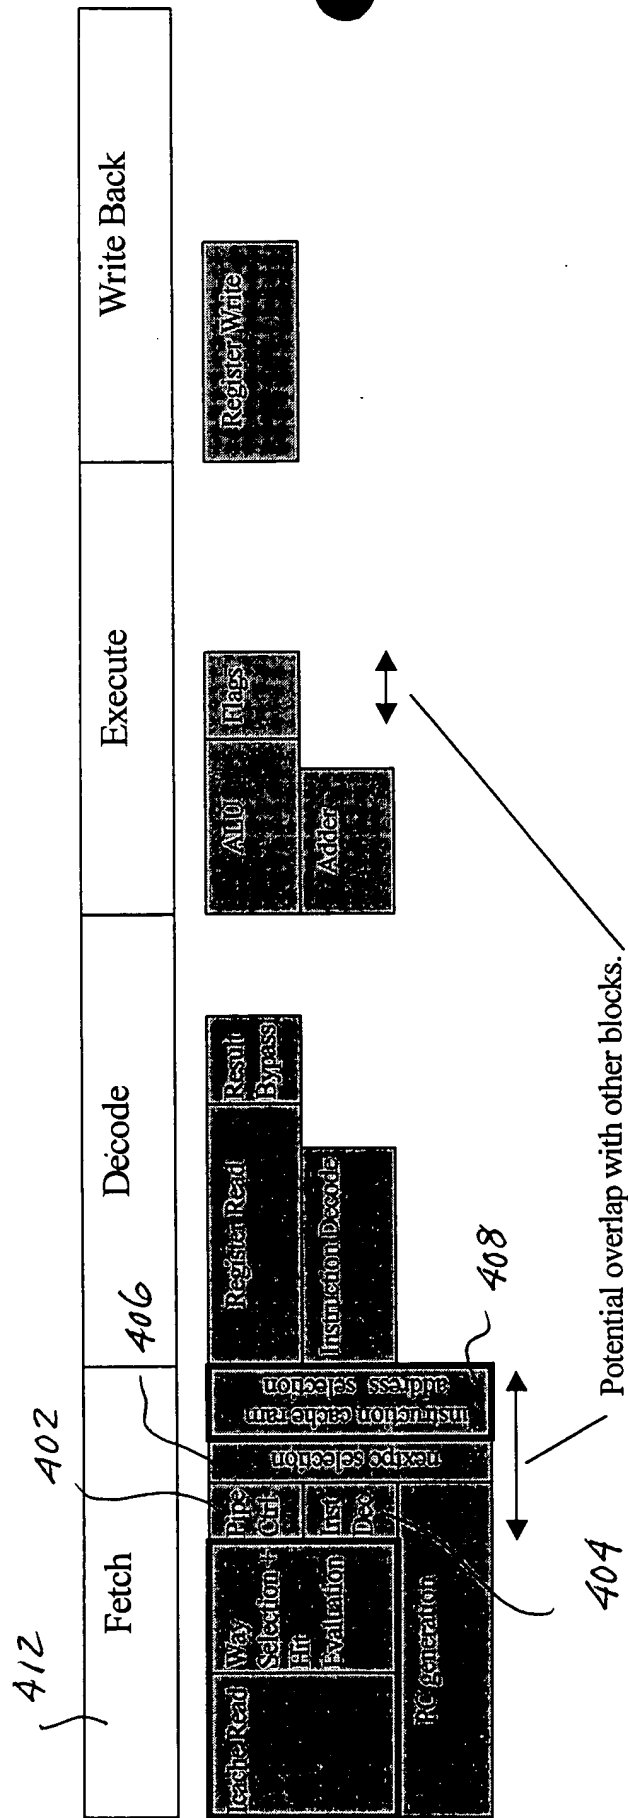 412
Fetch
402
406
Decode
Execute
Write Back
Icache Read
Way
Selection +
Hit
Evaluation
Pipe
Ctrl
Inst
Dec.
PC generation
nextpc selection
instruction cache ram
address selection
Register Read
Result
Bypass
Instruction Decode
ALU
Flags
Adder
Register Write
404
408
Potential overlap with other blocks.